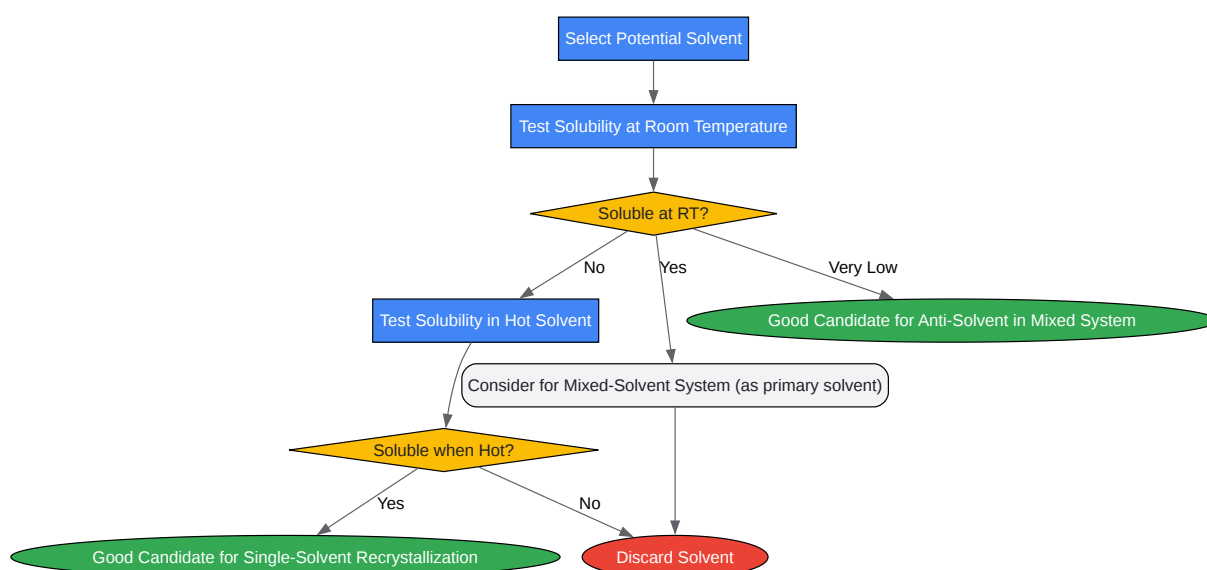 Select Potential Solvent
Test Solubility at Room Temperature
Soluble at RT?
No
Yes
Very Low
Test Solubility in Hot Solvent
Good Candidate for Anti-Solvent in Mixed System
Consider for Mixed-Solvent System (as primary solvent)
Soluble when Hot?
Yes
No
Good Candidate for Single-Solvent Recrystallization
Discard Solvent